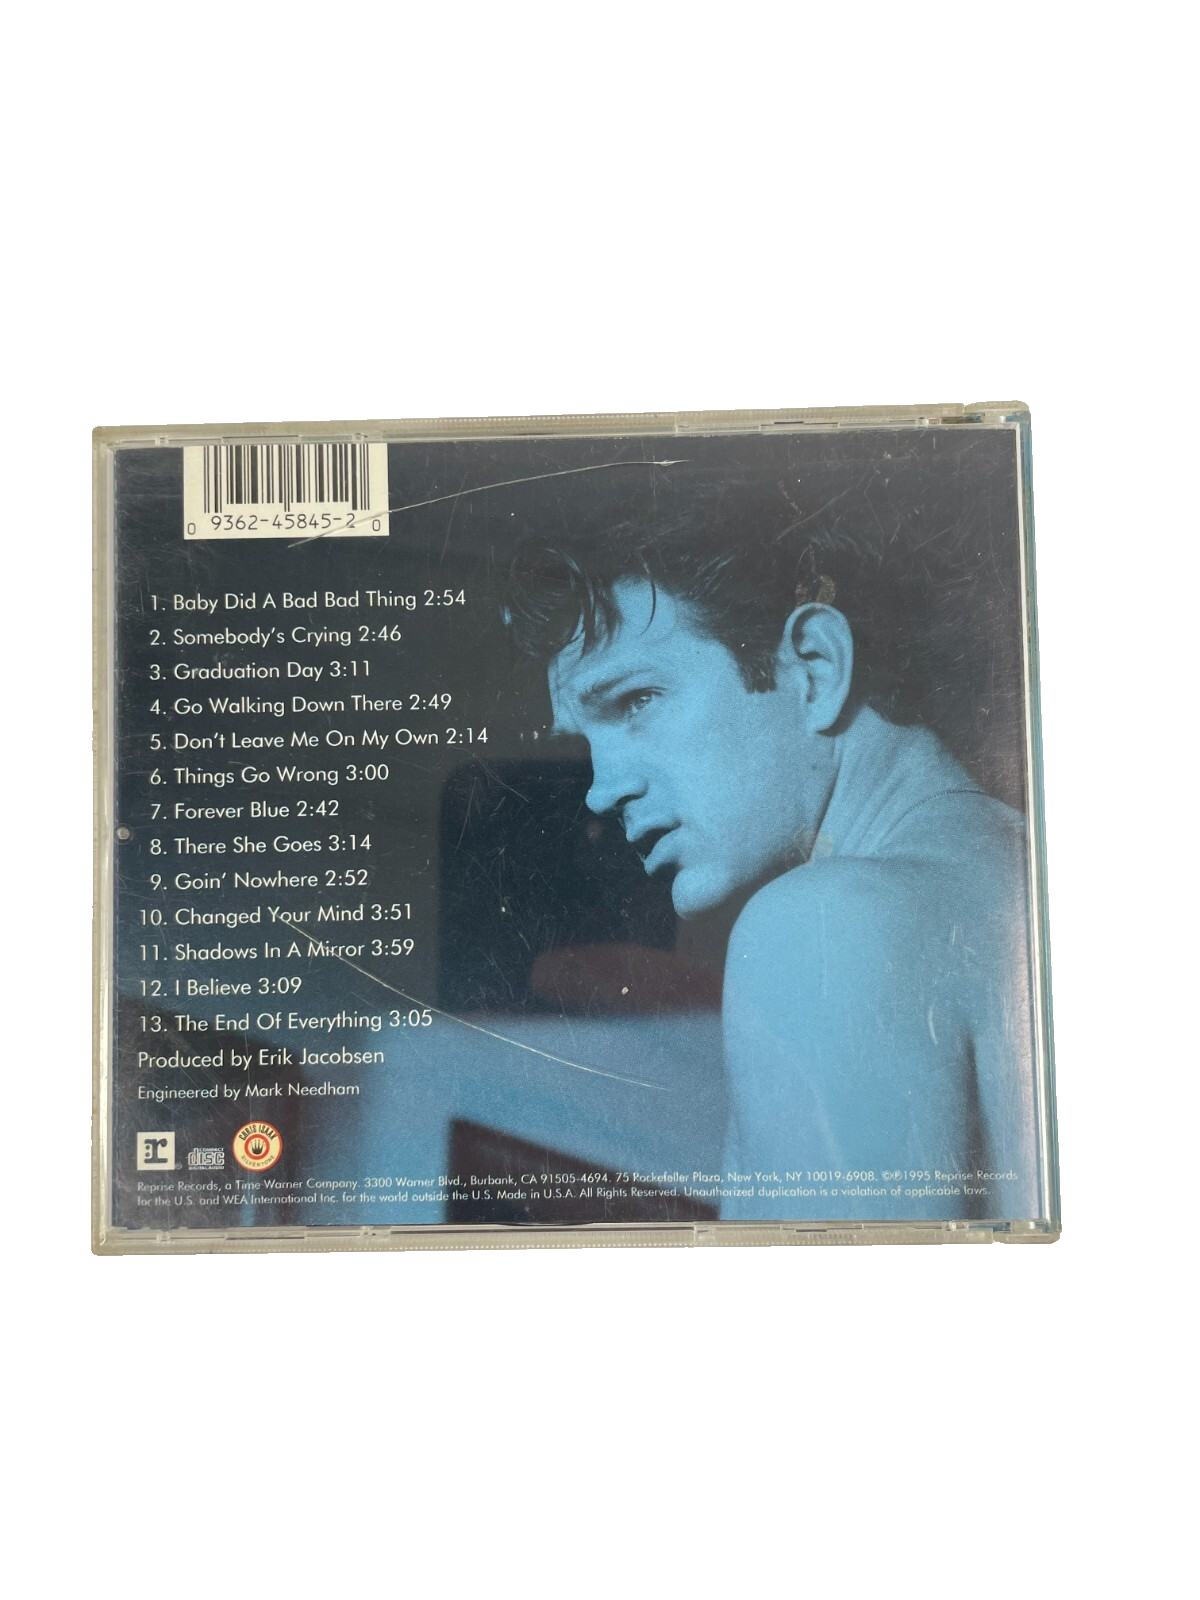 0 9362-45845-2 0
1. Baby Did A Bad Bad Thing 2:54
2. Somebody's Crying 2:46
3. Graduation Day 3:11
4. Go Walking Down There 2:49
5. Don't Leave Me On My Own 2:14
6. Things Go Wrong 3:00
7. Forever Blue 2:42
8. There She Goes 3:14
9. Goin' Nowhere 2:52
10. Changed Your Mind 3:51
11. Shadows In A Mirror 3:59
12. I Believe 3:09
13. The End Of Everything 3:05
Produced by Erik Jacobsen
Engineered by Mark Needham
r
COMPACT
disc
DIGITAL AUDIO
CHRIS ISAAK
SILVERTONE
Reprise Records, a Time Warner Company. 3300 Warner Blvd., Burbank, CA 91505-4694. 75 Rockefeller Plaza, New York, NY 10019-6908. ©℗1995 Reprise Records
for the U.S. and WEA International Inc. for the world outside the U.S. Made in U.S.A. All Rights Reserved. Unauthorized duplication is a violation of applicable laws.